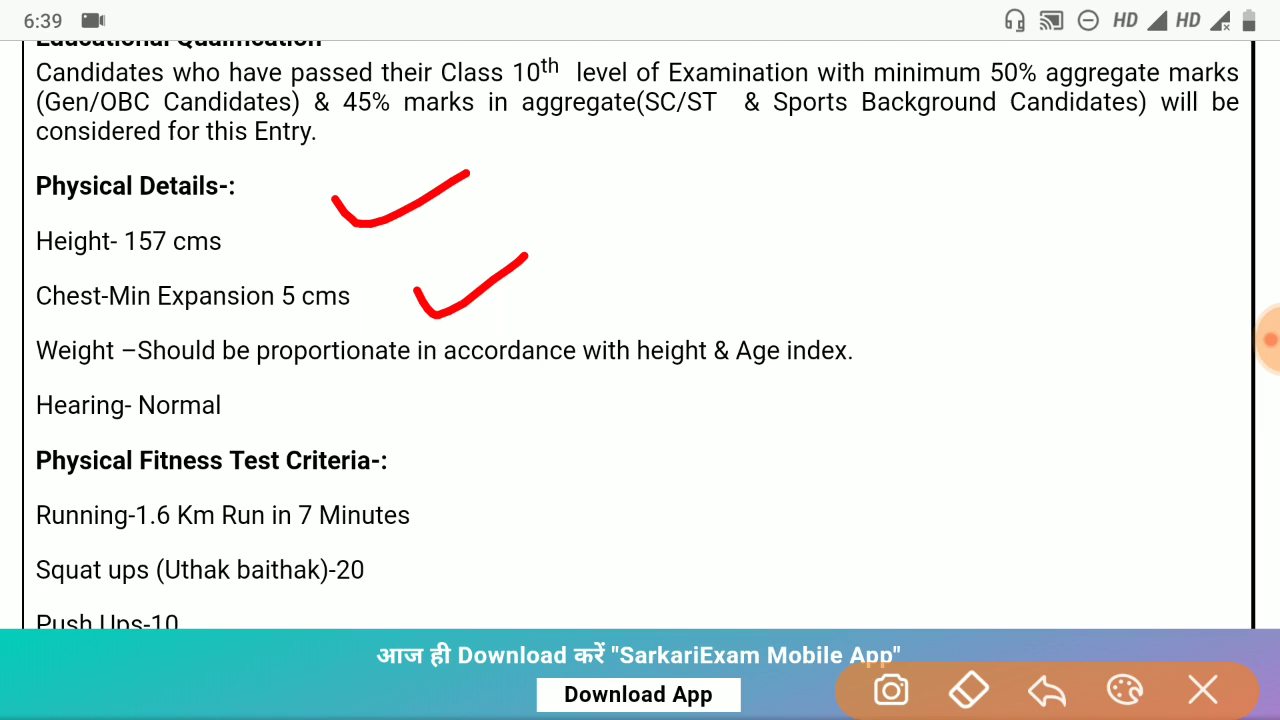 6:39 HD HD
Educational Qualification
Candidates who have passed their Class 10th level of Examination with minimum 50% aggregate marks
(Gen/OBC Candidates) & 45% marks in aggregate(SC/ST & Sports Background Candidates) will be
considered for this Entry.
Physical Details-:
Height- 157 cms
Chest-Min Expansion 5 cms
Weight –Should be proportionate in accordance with height & Age index.
Hearing- Normal
Physical Fitness Test Criteria-:
Running-1.6 Km Run in 7 Minutes
Squat ups (Uthak baithak)-20
Push Ups-10
आज ही Download करें "SarkariExam Mobile App"
Download App